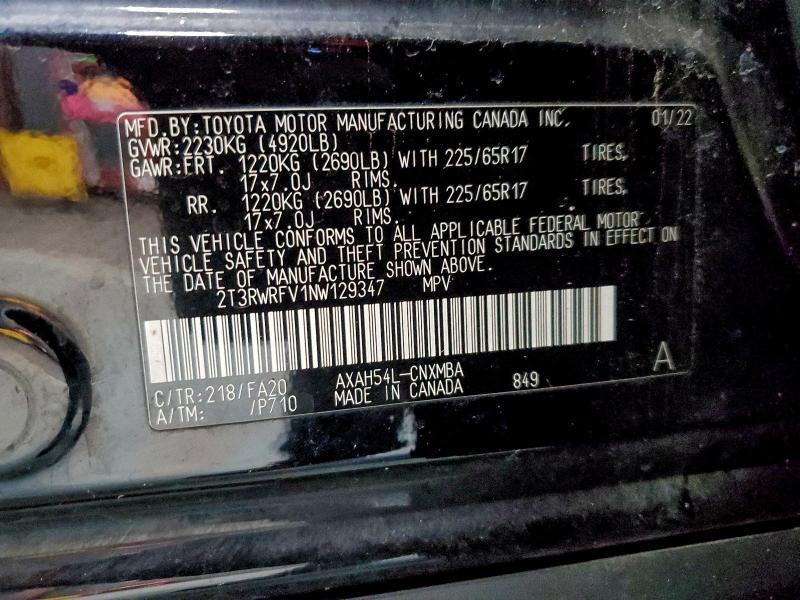 MFD.BY:TOYOTA MOTOR MANUFACTURING CANADA INC. 01/22
GVWR:2230KG (4920LB)
GAWR:FRT. 1220KG (2690LB) WITH 225/65R17 TIRES,
17x7.0J RIMS.
RR. 1220KG (2690LB) WITH 225/65R17 TIRES,
17x7.0J RIMS.
THIS VEHICLE CONFORMS TO ALL APPLICABLE FEDERAL MOTOR
VEHICLE SAFETY AND THEFT PREVENTION STANDARDS IN EFFECT ON
THE DATE OF MANUFACTURE SHOWN ABOVE.
2T3RWRFV1NW129347 MPV
C/TR:218/FA20 AXAH54L-CNXMBA 849 A
A/TM: /P710 MADE IN CANADA